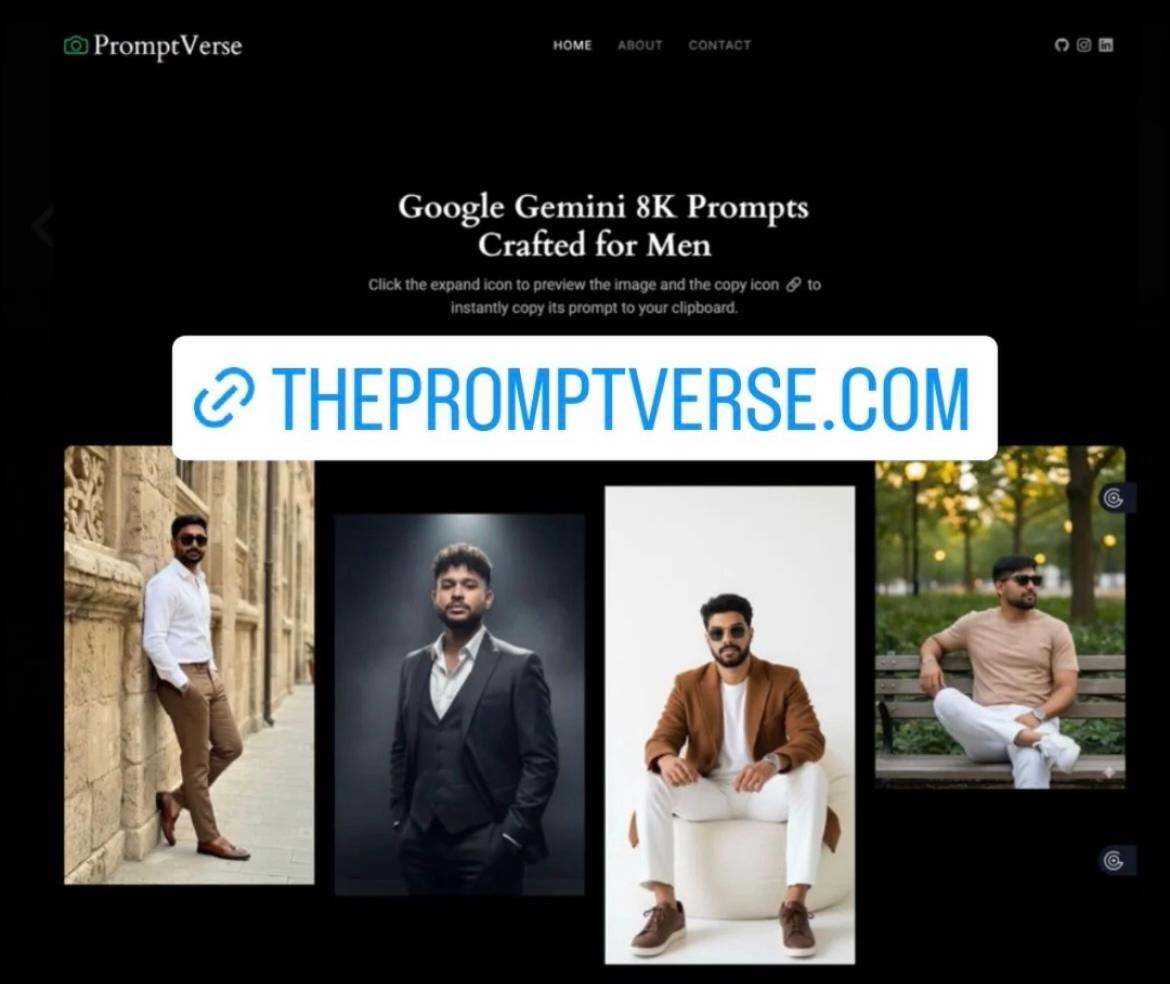 PromptVerse
HOME ABOUT CONTACT
Google Gemini 8K Prompts
Crafted for Men
Click the expand icon to preview the image and the copy icon to
instantly copy its prompt to your clipboard.
THEPROMPTVERSE.COM